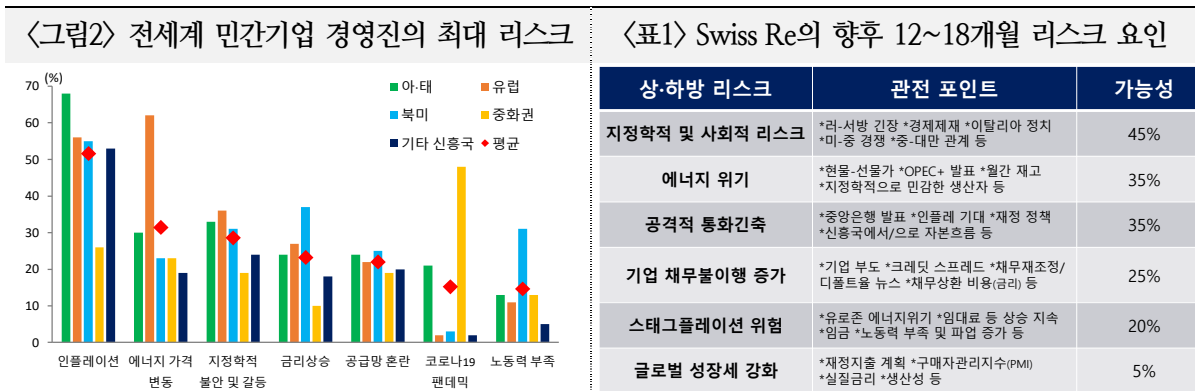 <그림2> 전세계 민간기업 경영진의 최대 리스크
(%)
70
60
50
40
30
20
10
0
아·태
유럽
북미
중화권
기타 신흥국
평균
인플레이션
에너지 가격
변동
지정학적
불안 및 갈등
금리상승
공급망 혼란
코로나19
팬데믹
노동력 부족
<표1> Swiss Re의 향후 12~18개월 리스크 요인
상·하방 리스크 관전 포인트 가능성
지정학적 및 사회적 리스크
*러-서방 긴장 *경제제재 *이탈리아 정치
*미-중 경쟁 *중-대만 관계 등
45%
에너지 위기
*현물-선물가 *OPEC+ 발표 *월간 재고
*지정학적으로 민감한 생산자 등
35%
공격적 통화긴축
*중앙은행 발표 *인플레 기대 *재정 정책
*신흥국에서/으로 자본흐름 등
35%
기업 채무불이행 증가
*기업 부도 *크레딧 스프레드 *채무재조정/
디폴트율 뉴스 *채무상환 비용(금리) 등
25%
스태그플레이션 위험
*유로존 에너지위기 *임대료 등 상승 지속
*임금 *노동력 부족 및 파업 증가 등
20%
글로벌 성장세 강화
*재정지출 계획 *구매자관리지수(PMI)
*실질금리 *생산성 등
5%